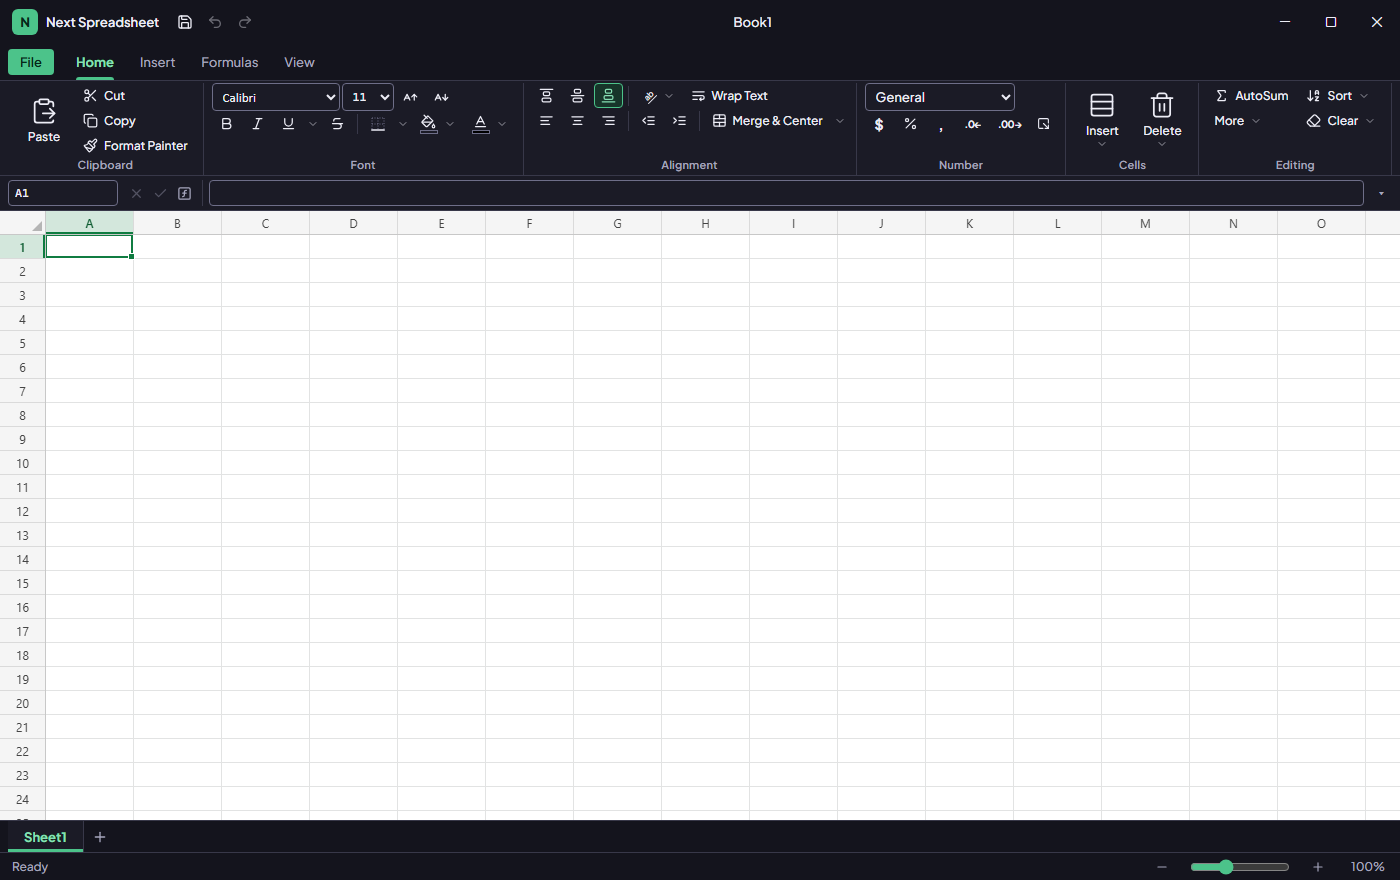 N Next Spreadsheet Book1
File Home Insert Formulas View
Paste
Cut
Copy
Format Painter
Clipboard
Calibri 11 A A
B I U S A
Font
ab Wrap Text
Merge & Center
Alignment
General
$ % , .0 .00
Number
Insert Delete
Cells
Σ AutoSum Sort
More Clear
Editing
A1
A B C D E F G H I J K L M N O
1
2
3
4
5
6
7
8
9
10
11
12
13
14
15
16
17
18
19
20
21
22
23
24
Sheet1 +
Ready 100%